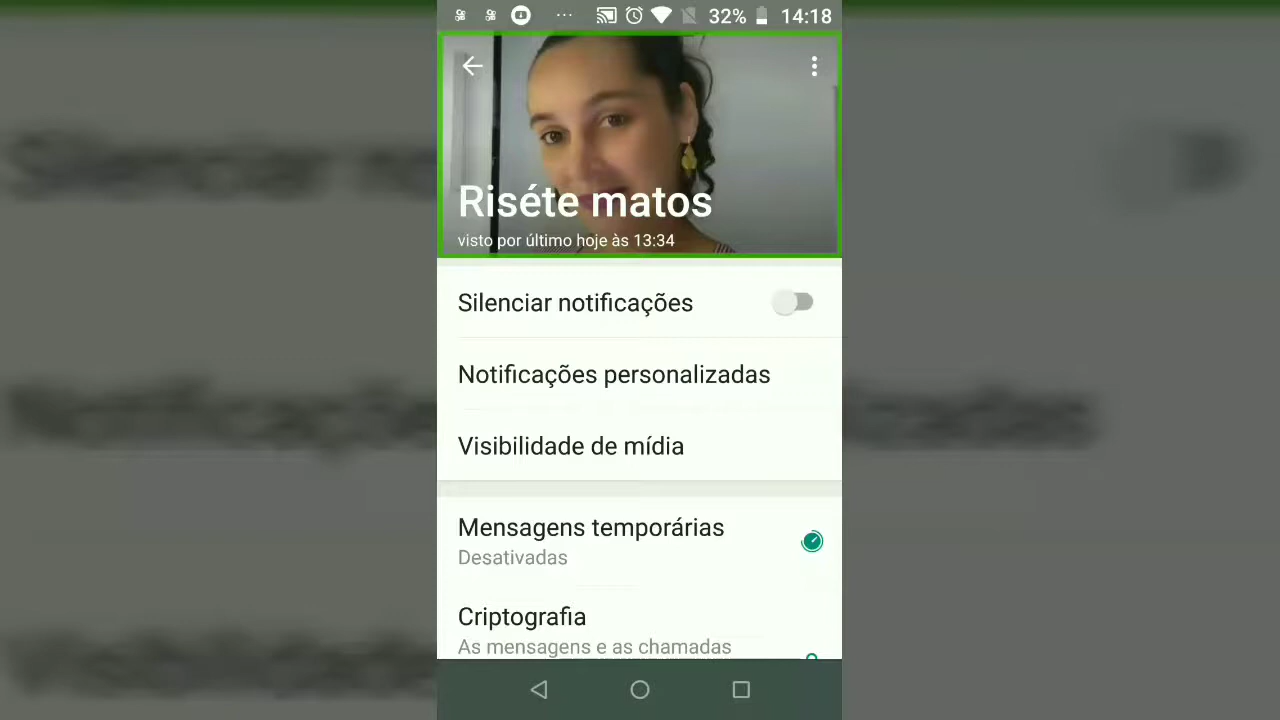 32% 14:18
Riséte matos
visto por último hoje às 13:34
Silenciar notificações
Notificações personalizadas
Visibilidade de mídia
Mensagens temporárias
Desativadas
Criptografia
As mensagens e as chamadas